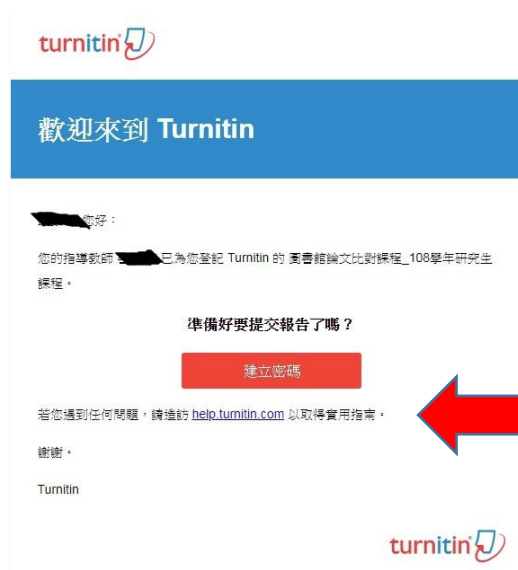 turnitin
歡迎來到 Turnitin
您好：
您的指導教師 已為您登記 Turnitin 的 圖書館論文比對課程_108學年研究生
課程。
準備好要提交報告了嗎？
建立密碼
若您遇到任何問題，請造訪 help.turnitin.com 以取得實用指南。
謝謝。
Turnitin
turnitin